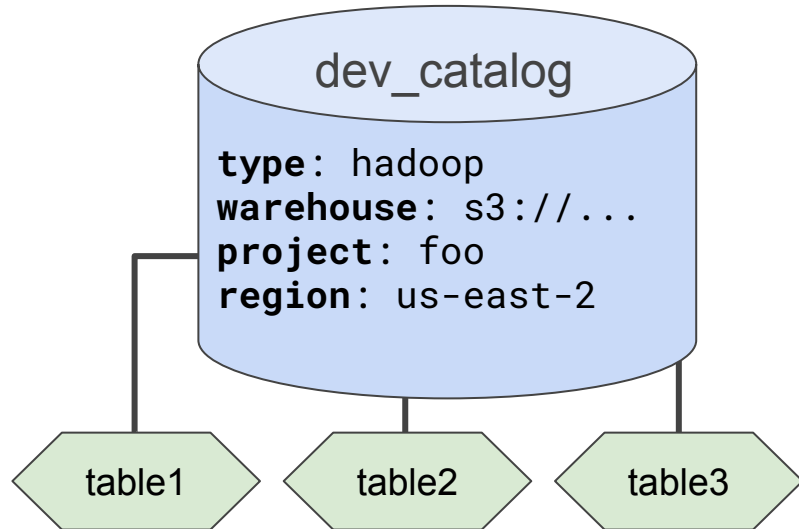 dev_catalog
type: hadoop
warehouse: s3://...
project: foo
region: us-east-2
table1
table2
table3